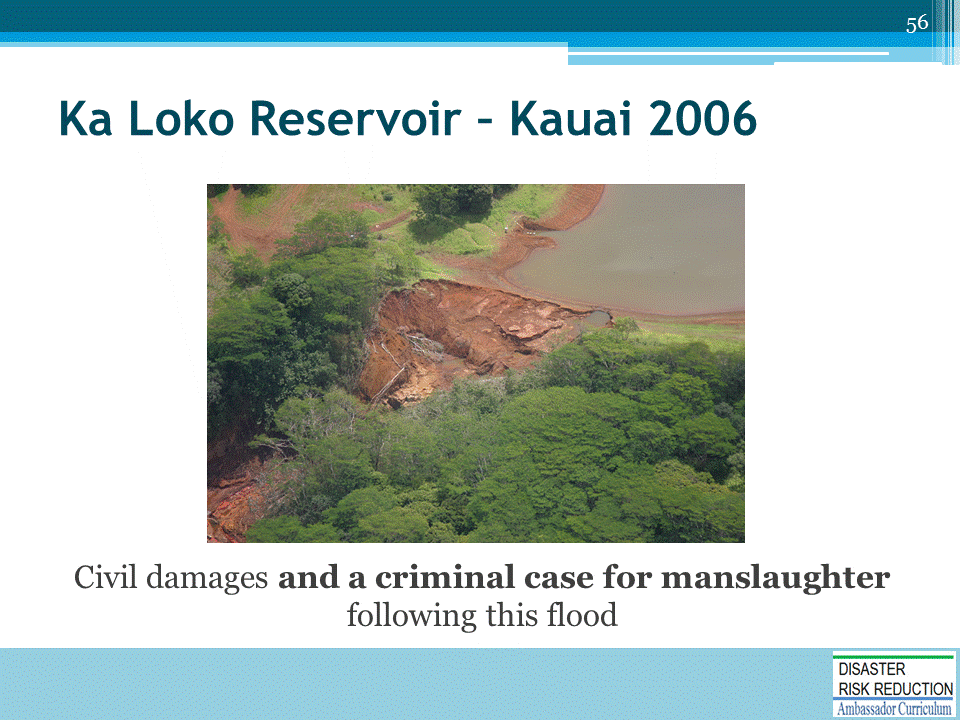 56
Ka Loko Reservoir – Kauai 2006
Civil damages and a criminal case for manslaughter
following this flood
DISASTER
RISK REDUCTION
Ambassador Curriculum